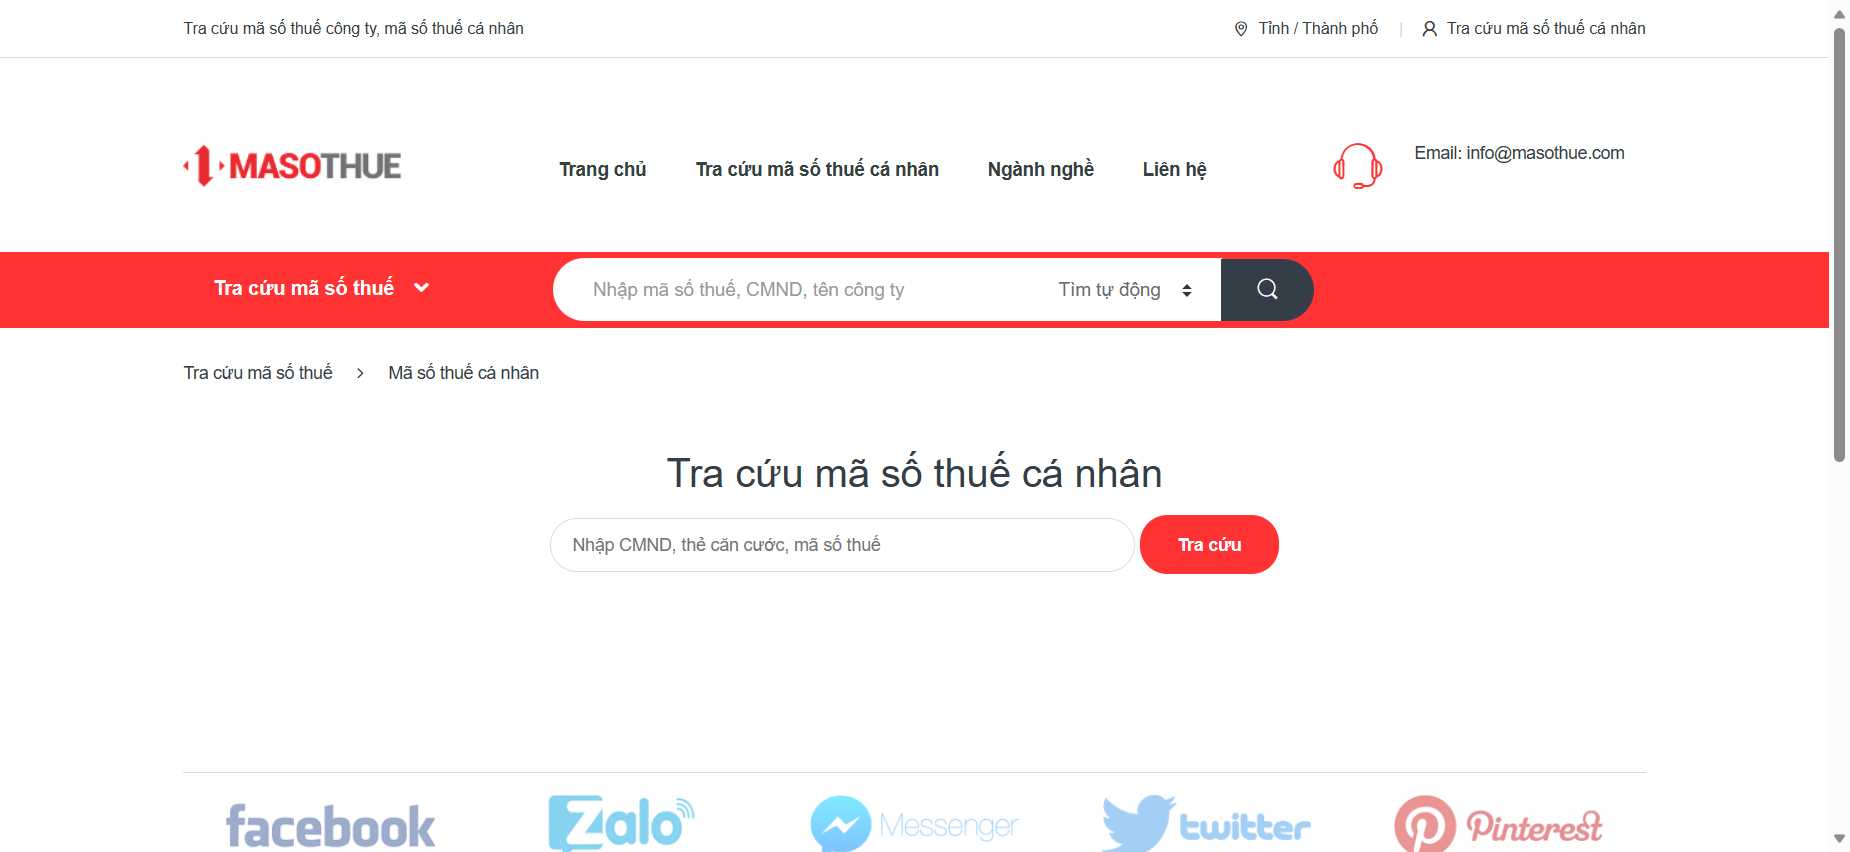 Tra cứu mã số thuế công ty, mã số thuế cá nhân
Tỉnh / Thành phố
Tra cứu mã số thuế cá nhân
MASOTHUE
Trang chủ
Tra cứu mã số thuế cá nhân
Ngành nghề
Liên hệ
Email: info@masothue.com
Tra cứu mã số thuế
Nhập mã số thuế, CMND, tên công ty
Tìm tự động
Tra cứu mã số thuế
Mã số thuế cá nhân
Tra cứu mã số thuế cá nhân
Nhập CMND, thẻ căn cước, mã số thuế
Tra cứu
facebook
Zalo
Messenger
twitter
Pinterest